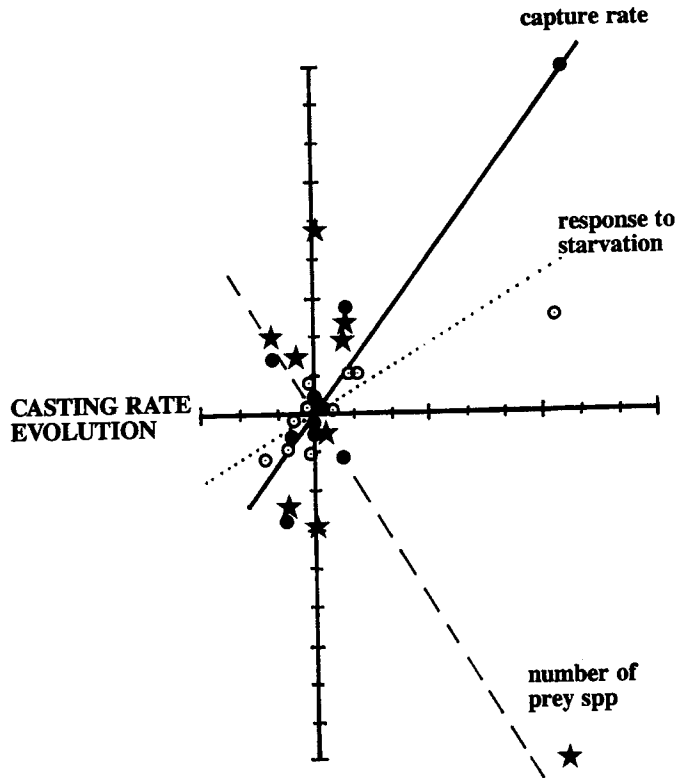 capture rate
response to
starvation
CASTING RATE
EVOLUTION
number of
prey spp